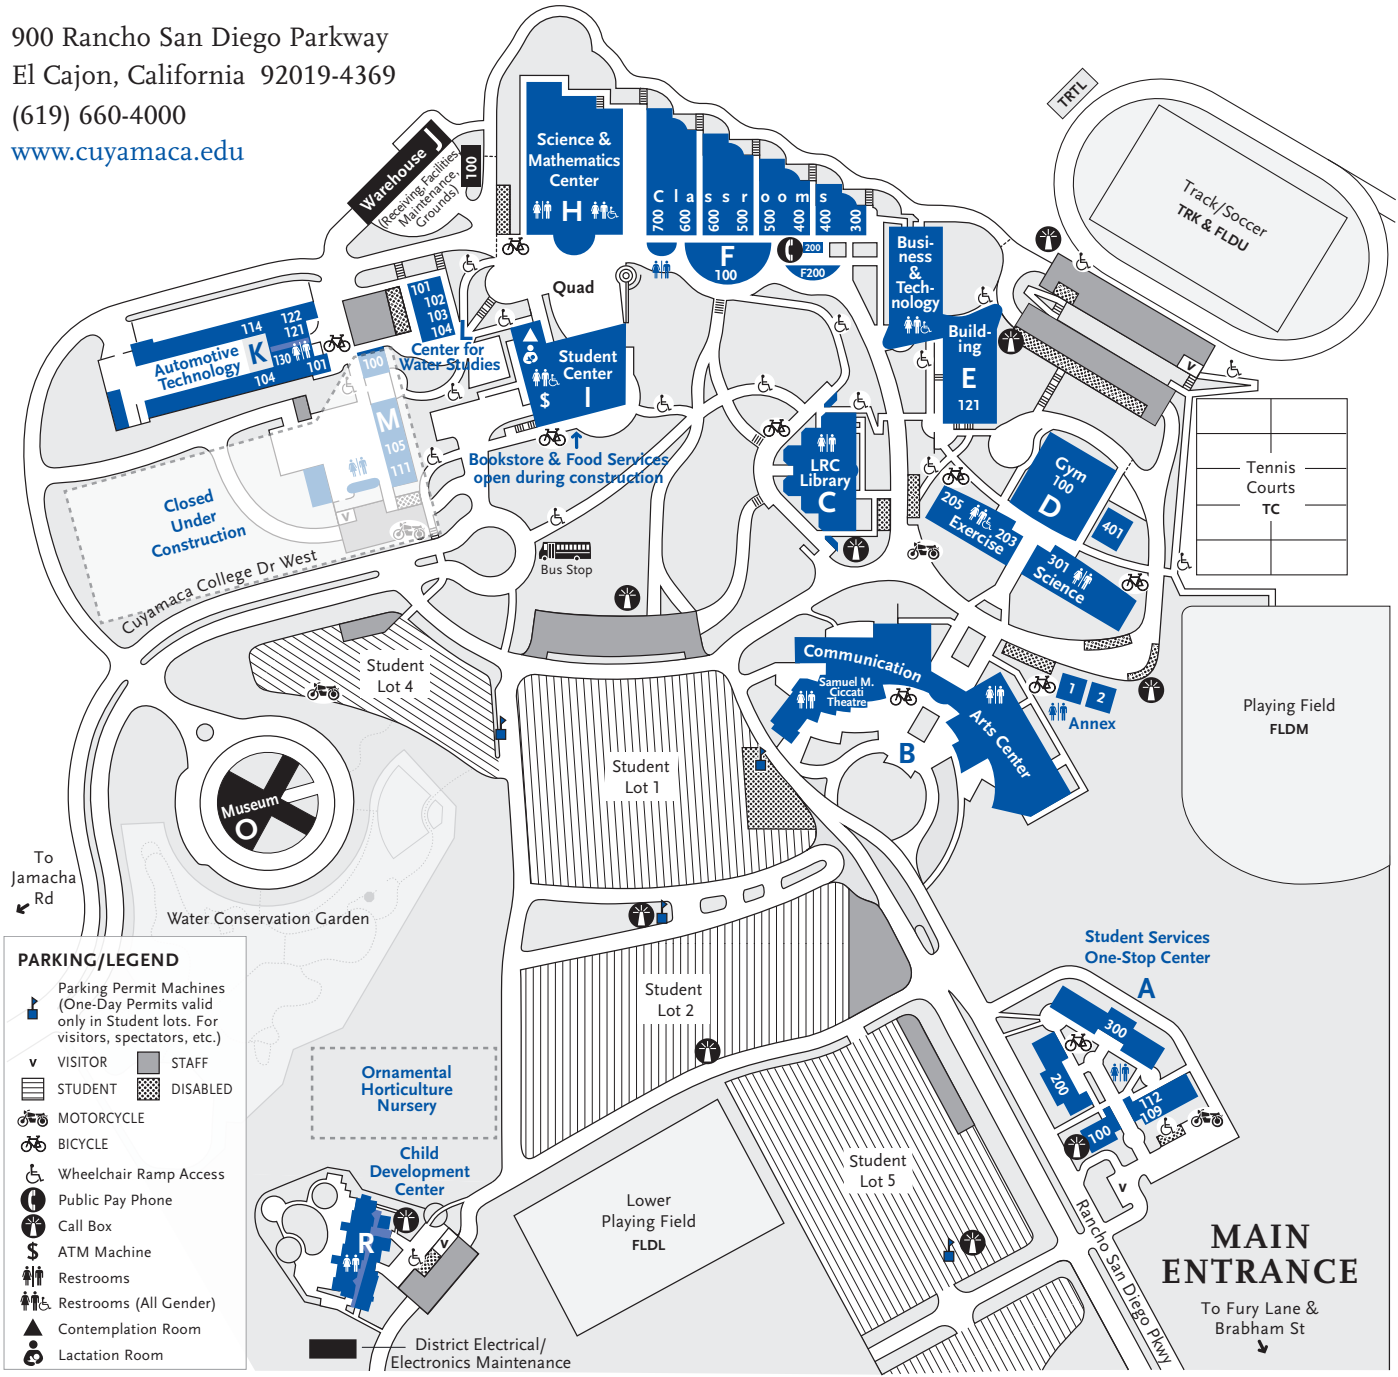 900 Rancho San Diego Parkway
El Cajon, California 92019-4369
(619) 660-4000
www.cuyamaca.edu
TRTL
Track/Soccer
TRK & FLDU
Warehouse J
100
(Receiving, Facilities,
Maintenance,
Grounds)
Science &
Mathematics
Center
H
Classrooms
700
600
600
500
500
400
400
300
F
100
200
F200
Quad
Busi-
ness
&
Tech-
nology
Build-
ing
E
121
101
102
103
104
L
Center for
Water Studies
114
122
121
Automotive
Technology
K
130
101
104
100
M
105
111
v
Student
Center
I
$
Bookstore & Food Services
open during construction
Closed
Under
Construction
Cuyamaca College Dr West
LRC
Library
C
Bus Stop
v
Gym
100
D
401
205
203
Exercise
301
Science
Tennis
Courts
TC
Communication
Samuel M.
Ciccati
Theatre
Arts Center
B
1
2
Annex
Playing Field
FLDM
Student
Lot 4
Student
Lot 1
Museum
O
To
Jamacha
Rd
Water Conservation Garden
Student
Lot 2
Student Services
One-Stop Center
A
300
200
112
109
100
v
PARKING/LEGEND
Parking Permit Machines
(One-Day Permits valid
only in Student lots. For
visitors, spectators, etc.)
v VISITOR
STAFF
STUDENT
DISABLED
MOTORCYCLE
BICYCLE
Wheelchair Ramp Access
Public Pay Phone
Call Box
$ ATM Machine
Restrooms
Restrooms (All Gender)
Contemplation Room
Lactation Room
Ornamental
Horticulture
Nursery
Child
Development
Center
R
v
Lower
Playing Field
FLDL
Student
Lot 5
Rancho San Diego Pkwy
MAIN
ENTRANCE
To Fury Lane &
Brabham St
District Electrical/
Electronics Maintenance